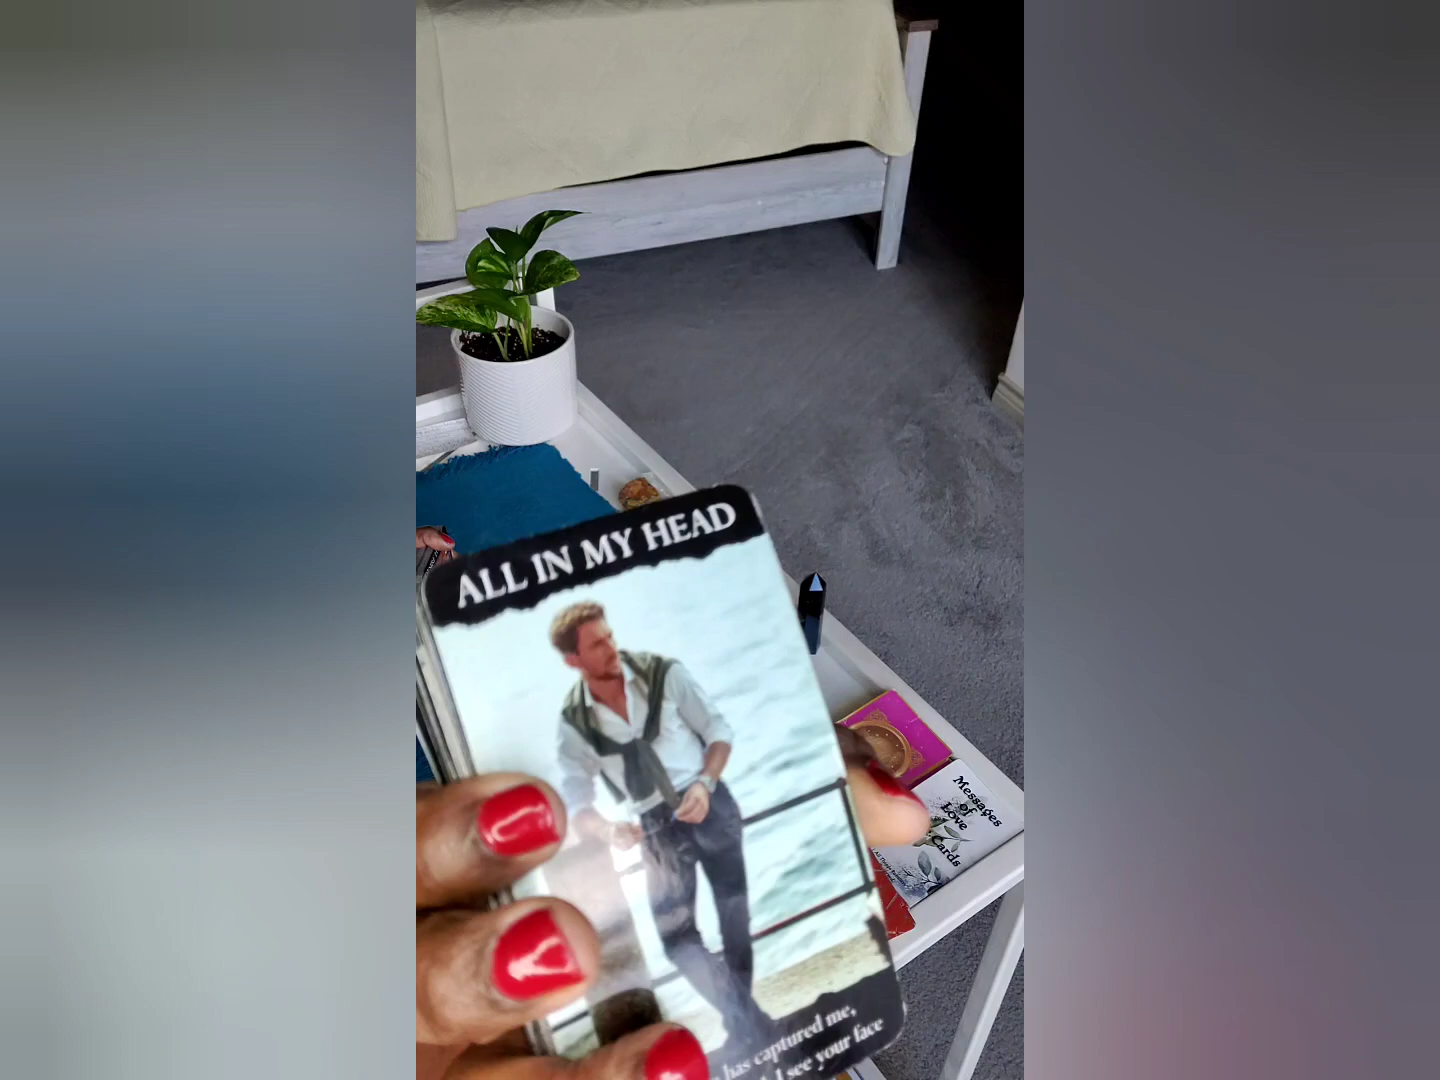 ALL IN MY HEAD
has captured me,
I see your face
Messages
of
Love
Cards